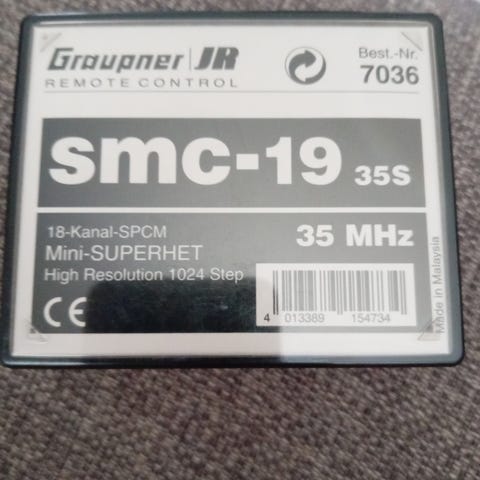 Graupner JR
REMOTE CONTROL
Best.-Nr.
7036
smc-19 35S
18-Kanal-SPCM
Mini-SUPERHET
High Resolution 1024 Step
35 MHz
CE
4 013389 154734
Made in Malaysia